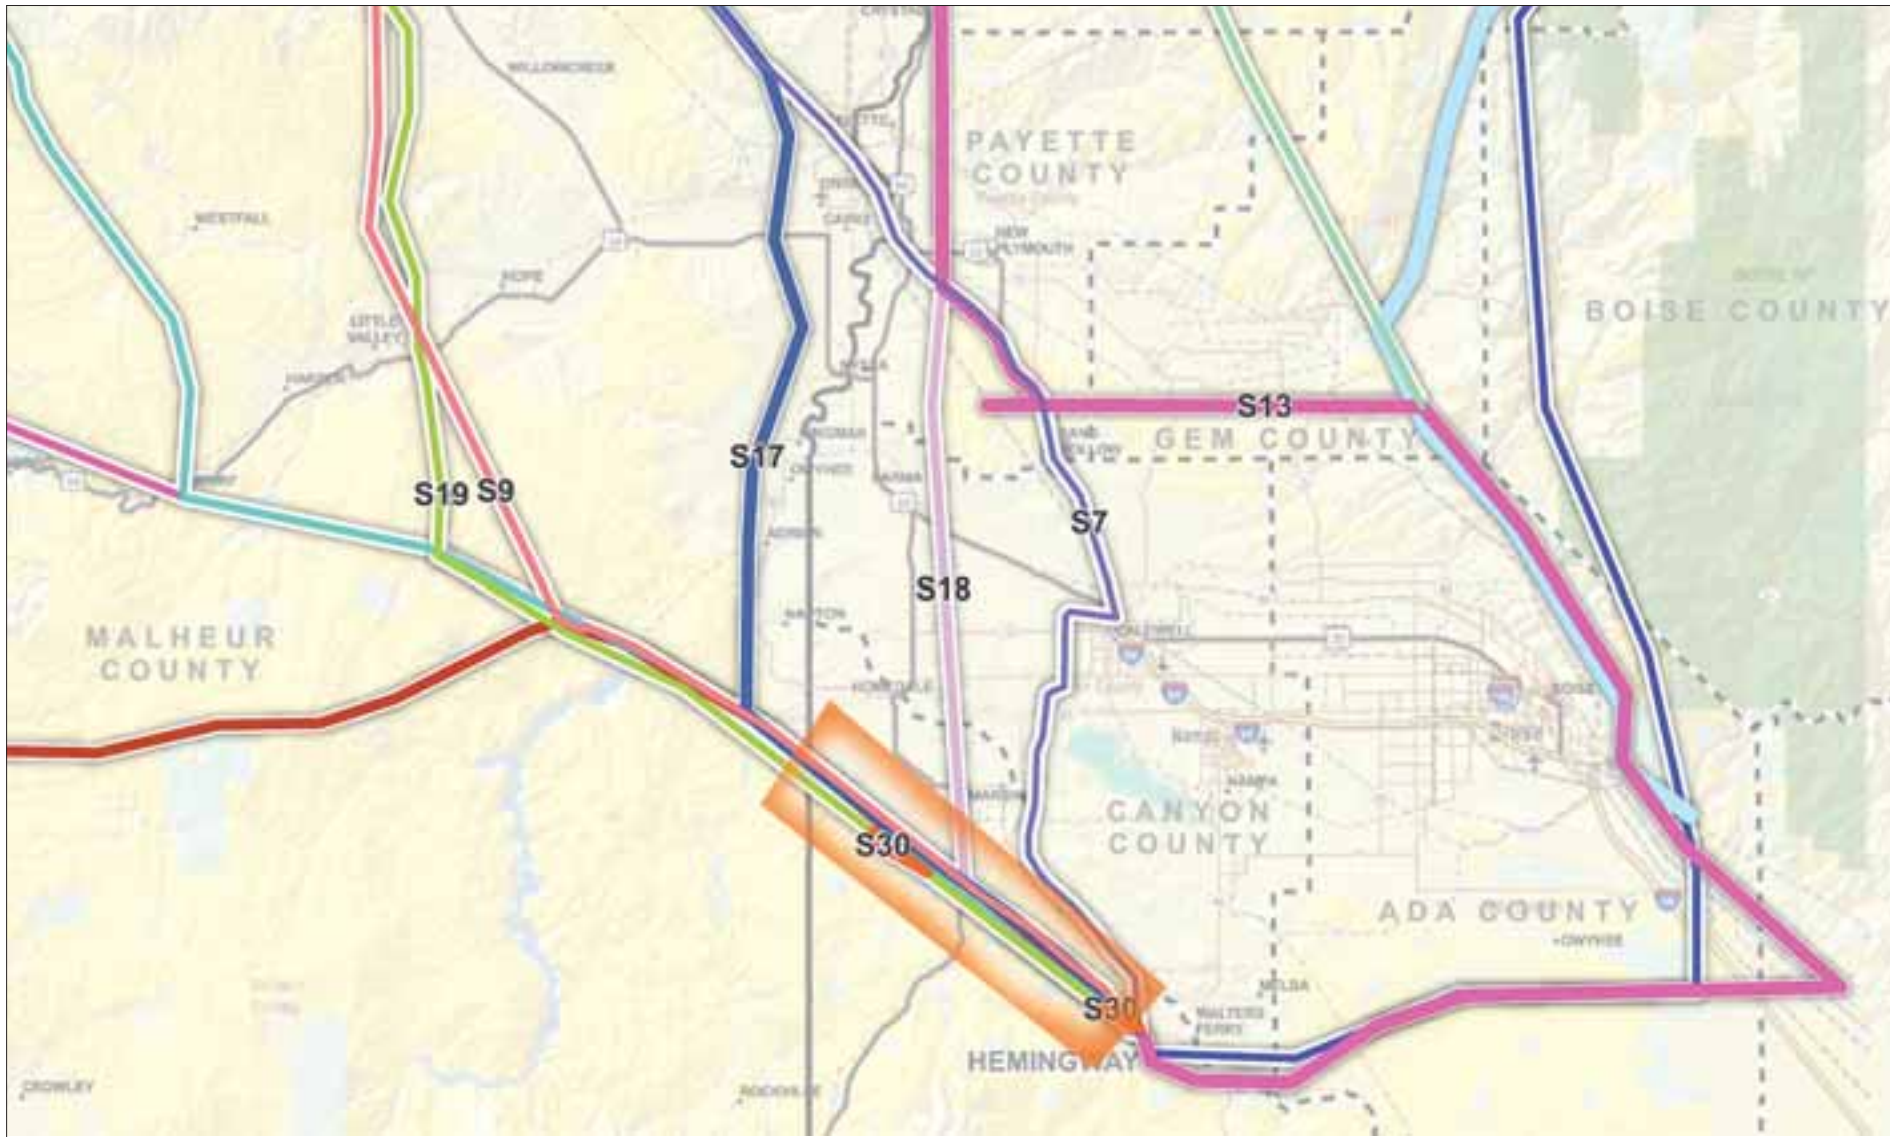 WILLOWCREEK
PAYETTE
COUNTY
WESTFALL
NEW
PLYMOUTH
HOPE
BOISE COUNTY
LITTLE
VALLEY
HARPER
NYSSA
S13
GEM COUNTY
S17
OWYHEE
S19 S9
S7
ADRIAN
S18
MALHEUR
COUNTY
CALDWELL
HOMEDALE
BOISE
Nampa
NAMPA
MARSING
CANYON
COUNTY
S30
ADA COUNTY
OWYHEE
MELBA
S30
WALTERS
FERRY
HEMINGWAY
CROWLEY
ROCKVILLE